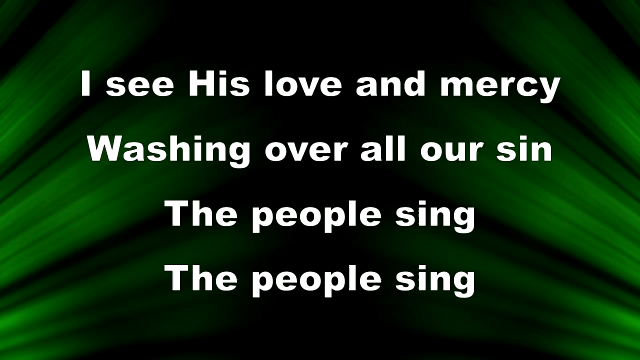 I see His love and mercy
Washing over all our sin
The people sing
The people sing